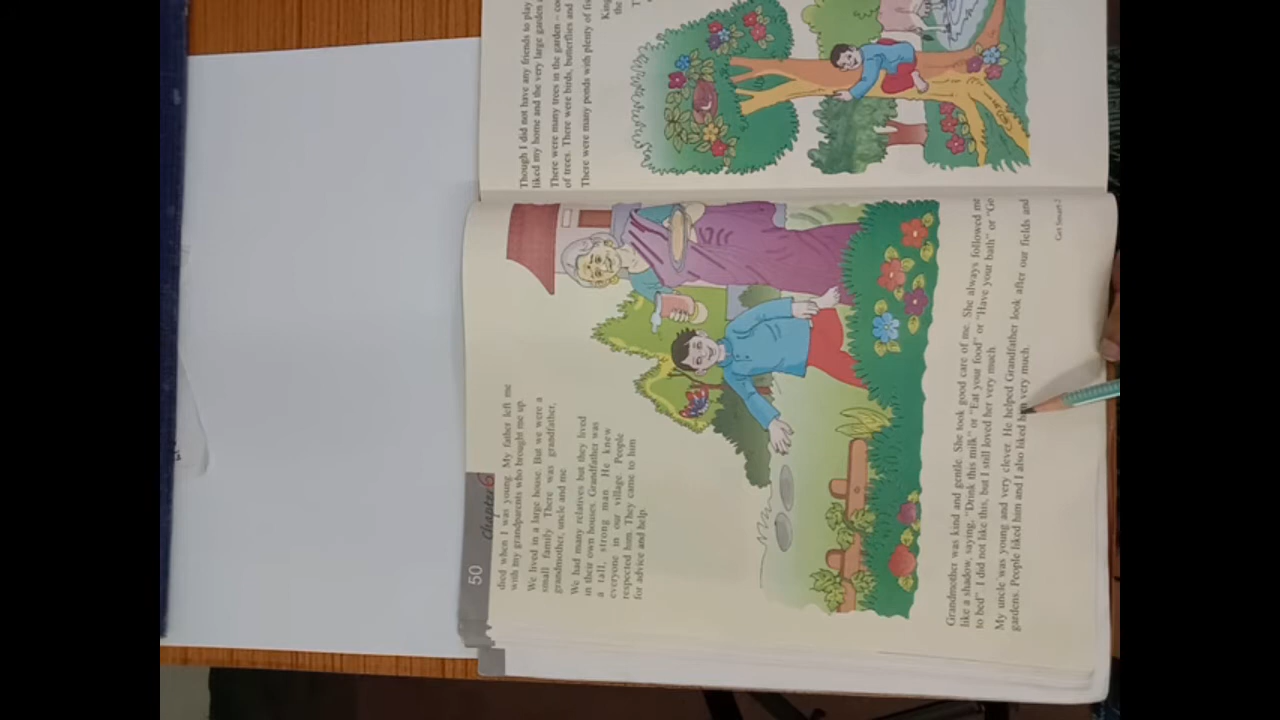 50
Chapter 6
died when I was young. My father left me
with my grandparents who brought me up.
We lived in a large house. But we were a
small family. There was grandfather,
grandmother, uncle and me
We had many relatives but they lived
in their own houses. Grandfather was
a tall, strong man. He knew
everyone in our village. People
respected him. They came to him
for advice and help.
Grandmother was kind and gentle. She took good care of me. She always followed me
like a shadow, saying, "Drink this milk" or "Eat your food" or "Have your bath" or "Go
to bed". I did not like this, but I still loved her very much.
My uncle was young and very clever. He helped Grandfather look after our fields and
gardens. People liked him and I also liked him very much.
Get Smart-2
Though I did not have any friends to play
liked my home and the very large garden
There were many trees in the garden –
of trees. There were birds, butterflies and
There were many ponds with plenty of
the